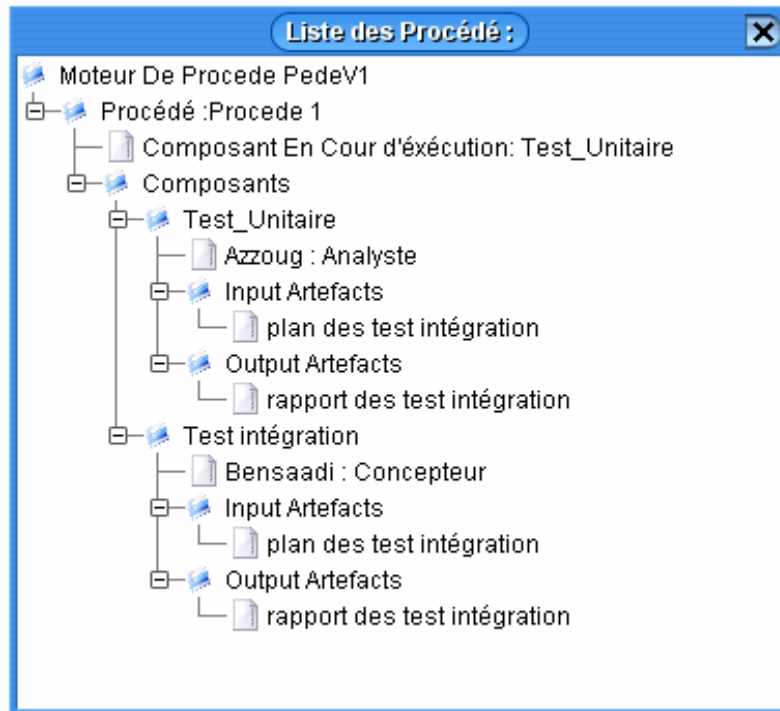 Liste des Procédé :
Moteur De Procede PedeV1
Procédé :Procede 1
Composant En Cour d'éxécution: Test_Unitaire
Composants
Test_Unitaire
Azzoug : Analyste
Input Artefacts
plan des test intégration
Output Artefacts
rapport des test intégration
Test intégration
Bensaadi : Concepteur
Input Artefacts
plan des test intégration
Output Artefacts
rapport des test intégration